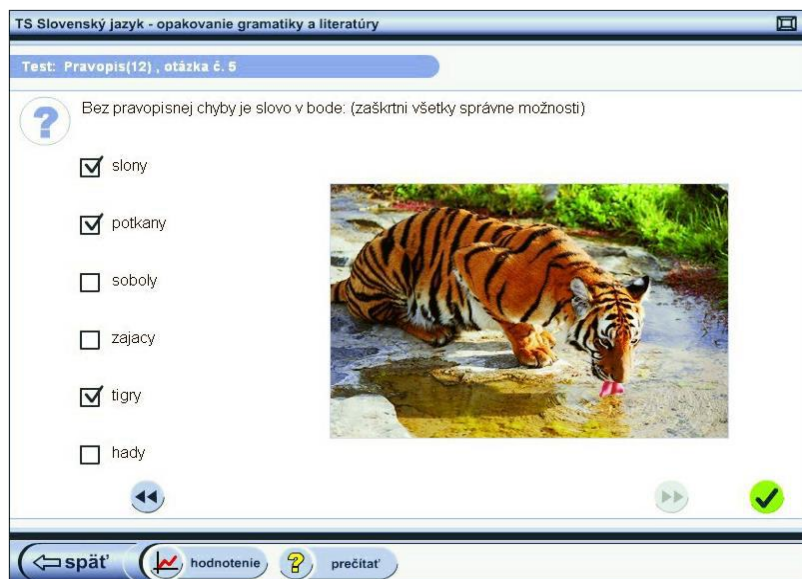 TS Slovenský jazyk - opakovanie gramatiky a literatúry
Test: Pravopis(12) , otázka č. 5
Bez pravopisnej chyby je slovo v bode: (zaškrtni všetky správne možnosti)
slony
potkany
soboly
zajacy
tigry
hady
späť
hodnotenie
prečítať